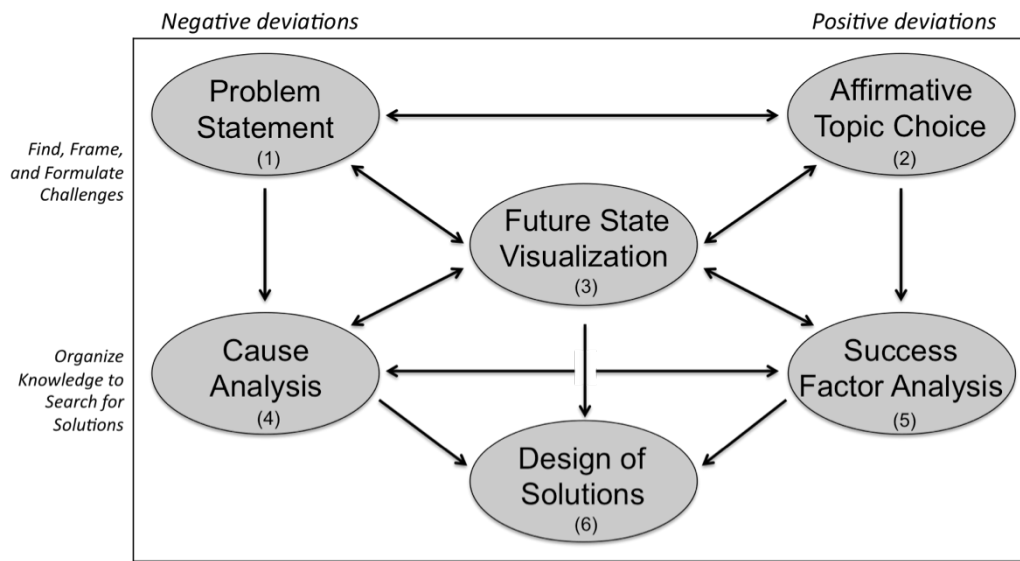 Negative deviations
Positive deviations
Problem
Statement
(1)
Affirmative
Topic Choice
(2)
Find, Frame,
and Formulate
Challenges
Future State
Visualization
(3)
Cause
Analysis
(4)
Success
Factor Analysis
(5)
Organize
Knowledge to
Search for
Solutions
Design of
Solutions
(6)